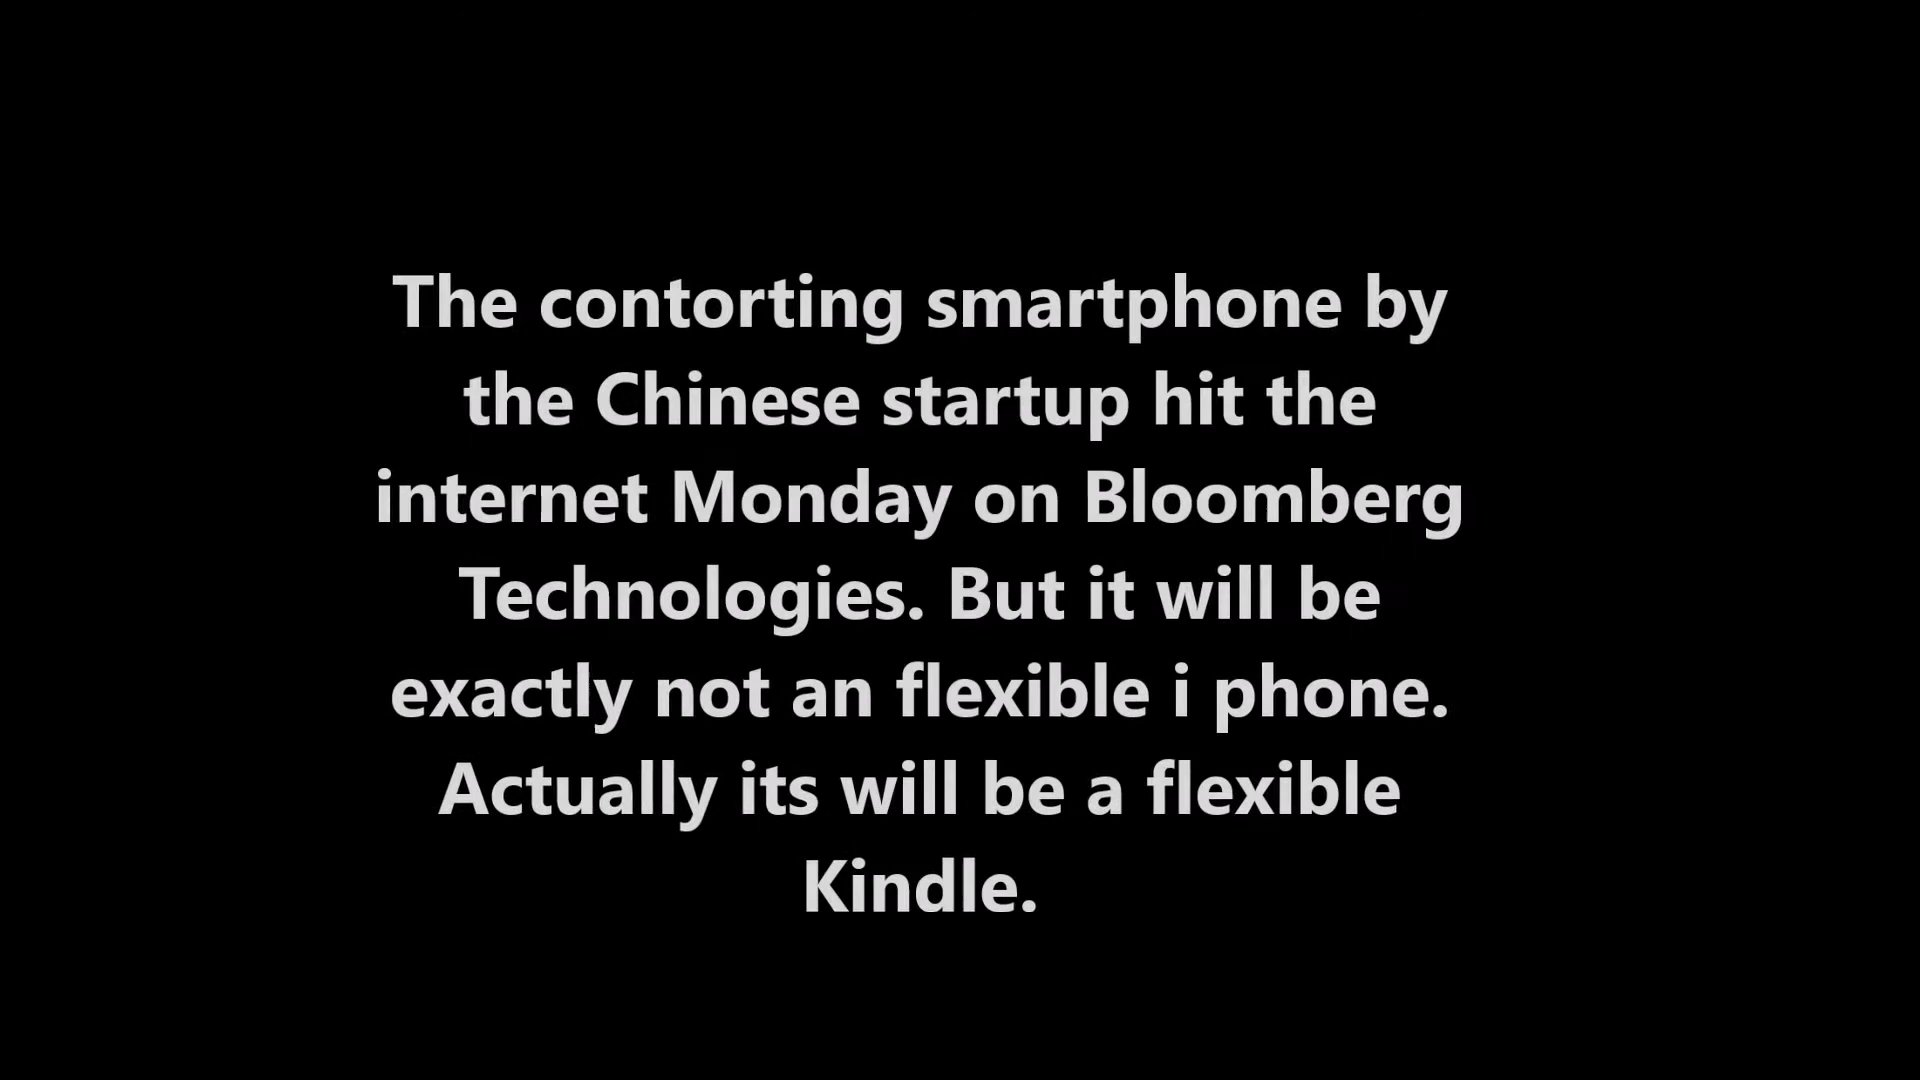 The contorting smartphone by
the Chinese startup hit the
internet Monday on Bloomberg
Technologies. But it will be
exactly not an flexible i phone.
Actually its will be a flexible
Kindle.